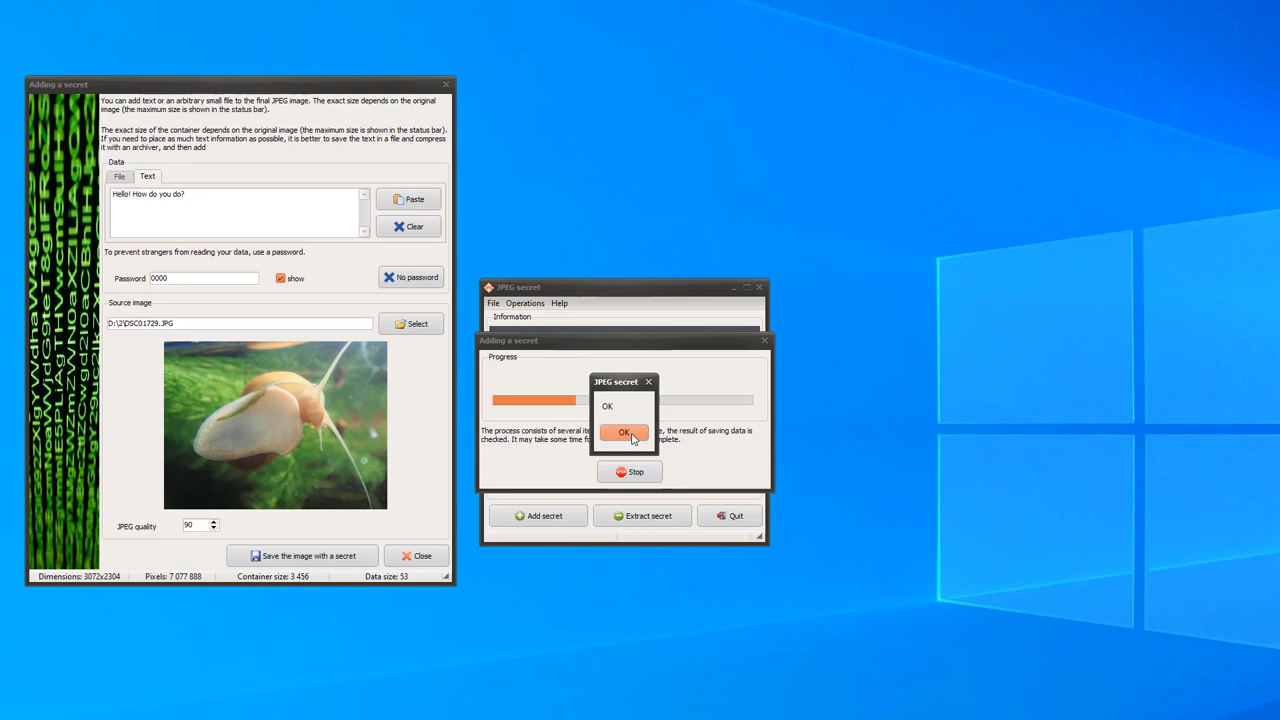 Adding a secret
You can add text or an arbitrary small file to the final JPEG image. The exact size depends on the original
image (the maximum size is shown in the status bar).
The exact size of the container depends on the original image (the maximum size is shown in the status bar).
If you need to place as much text information as possible, it is better to save the text in a file and compress
it with an archiver, and then add
Data
File
Text
Hello! How do you do?
Paste
Clear
To prevent strangers from reading your data, use a password.
Password
0000
show
No password
Source image
D:\2\DSC01729.JPG
Select
JPEG quality
90
Save the image with a secret
Close
Dimensions: 3072x2304
Pixels: 7 077 888
Container size: 3 456
Data size: 53
JPEG secret
File
Operations
Help
Information
Adding a secret
Progress
JPEG secret
OK
OK
The process consists of several
, the result of saving data is
checked. It may take some time
Stop
Add secret
Extract secret
Quit